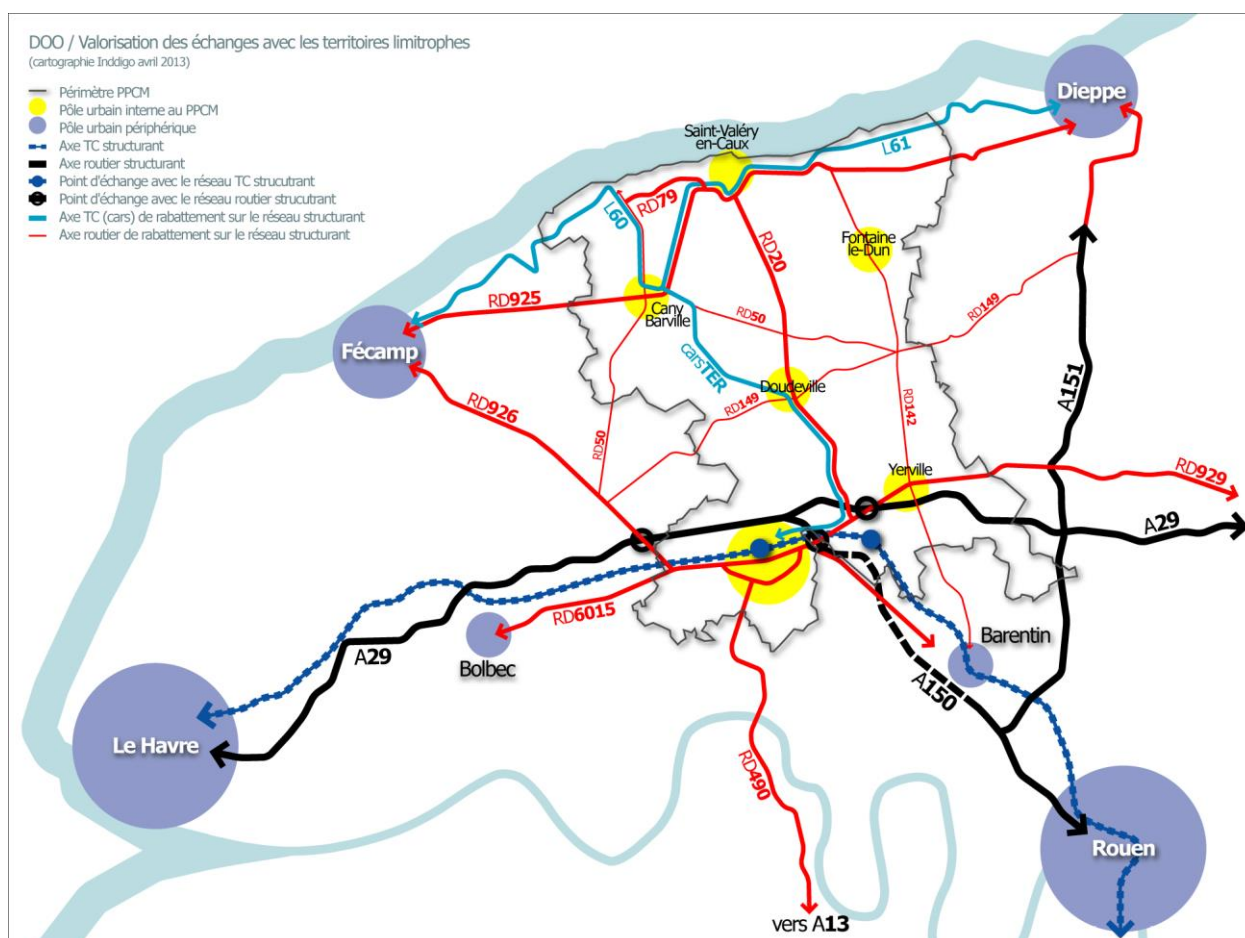 DOO / Valorisation des échanges avec les territoires limitrophes
(cartographie Inddigo avril 2013)
Périmètre PPCM
Pôle urbain interne au PPCM
Pôle urbain périphérique
Axe TC structurant
Axe routier structurant
Point d'échange avec le réseau TC strucutrant
Point d'échange avec le réseau routier strucutrant
Axe TC (cars) de rabattement sur le réseau structurant
Axe routier de rabattement sur le réseau structurant
Dieppe
Saint-Valéry
en-Caux
L61
RD79
L60
RD20
Fontaine
le-Dun
RD149
RD925
Cany
Barville
RD50
Fécamp
carsTER
Doudeville
A151
RD926
RD149
RD142
RD50
Yerville
RD929
A29
RD6015
Bolbec
Barentin
A29
A150
Le Havre
RD490
Rouen
vers A13